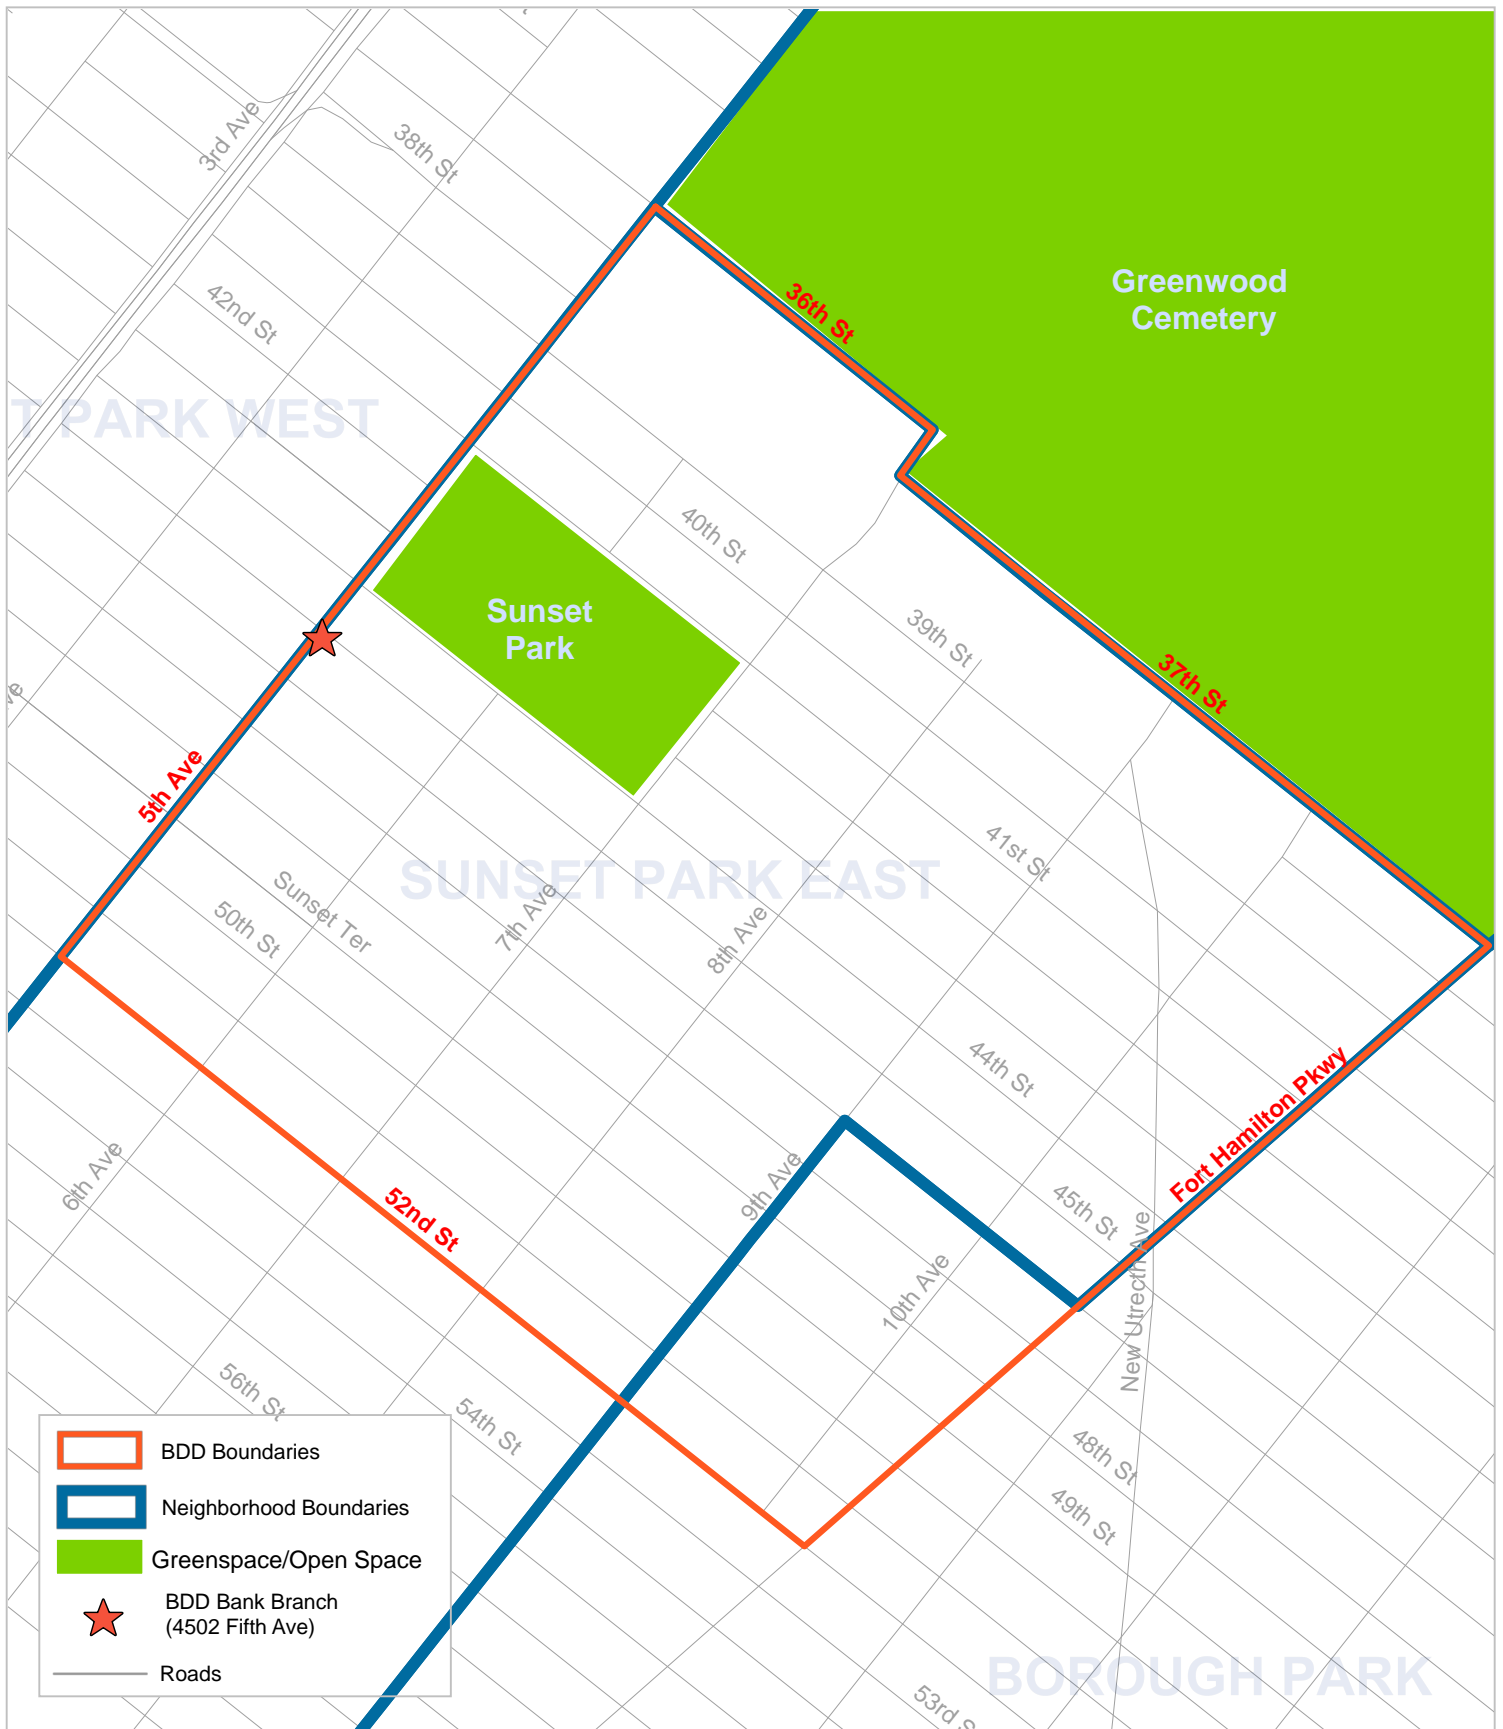 3rd Ave
38th St
Greenwood
Cemetery
36th St
42nd St
T PARK WEST
40th St
Sunset
Park
39th St
37th St
5th Ave
41st St
SUNSET PARK EAST
Sunset Ter
50th St
7th Ave
8th Ave
44th St
Fort Hamilton Pkwy
6th Ave
9th Ave
45th St
52nd St
10th Ave
New Utrecth Ave
56th St
54th St
48th St
49th St
BDD Boundaries
Neighborhood Boundaries
Greenspace/Open Space
BDD Bank Branch
(4502 Fifth Ave)
Roads
BOROUGH PARK
53rd S